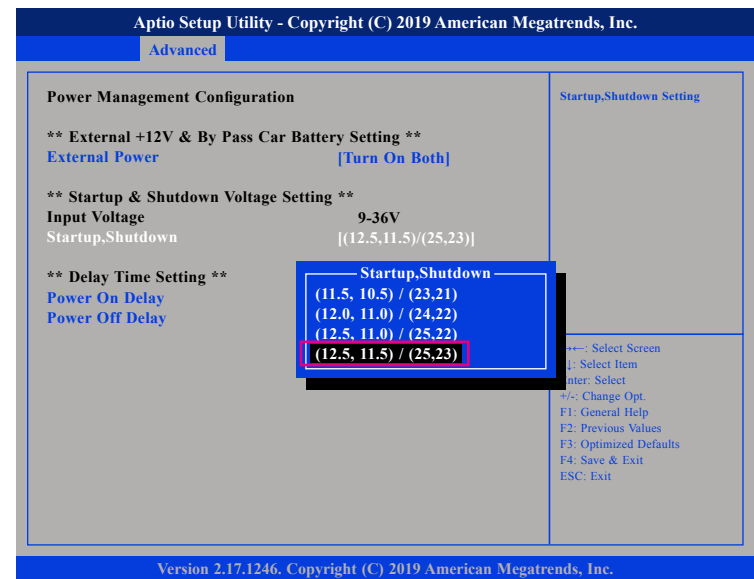 Aptio Setup Utility - Copyright (C) 2019 American Megatrends, Inc.
Advanced
Power Management Configuration
** External +12V & By Pass Car Battery Setting **
External Power [Turn On Both]
** Startup & Shutdown Voltage Setting **
Input Voltage 9-36V
Startup,Shutdown [(12.5,11.5)/(25,23)]
** Delay Time Setting **
Power On Delay
Power Off Delay
Startup,Shutdown
(11.5, 10.5) / (23,21)
(12.0, 11.0) / (24,22)
(12.5, 11.0) / (25,22)
(12.5, 11.5) / (25,23)
Startup,Shutdown Setting
→←: Select Screen
↓: Select Item
Enter: Select
+/-: Change Opt.
F1: General Help
F2: Previous Values
F3: Optimized Defaults
F4: Save & Exit
ESC: Exit
Version 2.17.1246. Copyright (C) 2019 American Megatrends, Inc.